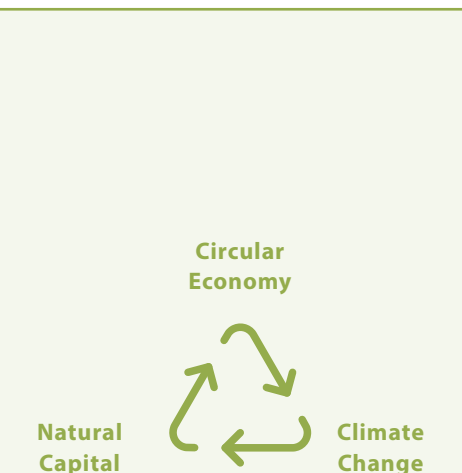 Circular
Economy
Natural
Capital
Climate
Change